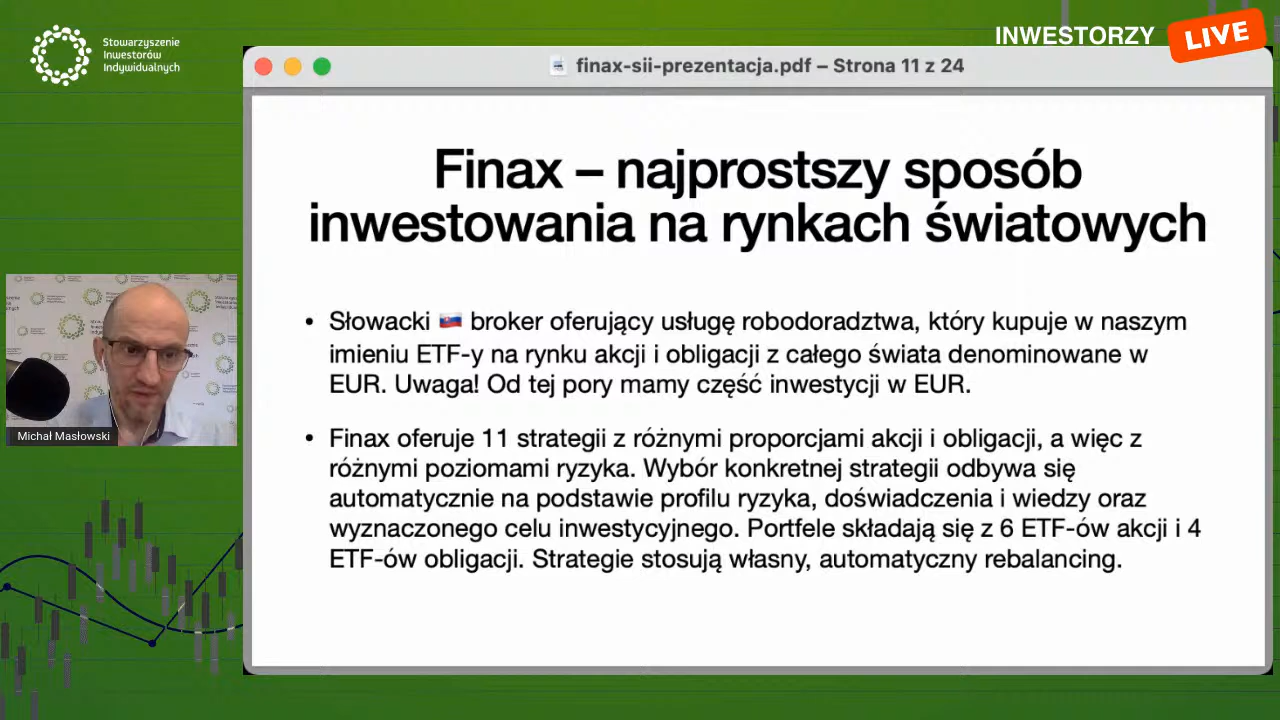 Stowarzyszenie
Inwestorów
Indywidualnych
INWESTORZY LIVE
finax-sii-prezentacja.pdf – Strona 11 z 24
Finax – najprostszy sposób
inwestowania na rynkach światowych
• Słowacki 🇸🇰 broker oferujący usługę robodoradztwa, który kupuje w naszym
imieniu ETF-y na rynku akcji i obligacji z całego świata denominowane w
EUR. Uwaga! Od tej pory mamy część inwestycji w EUR.
• Finax oferuje 11 strategii z różnymi proporcjami akcji i obligacji, a więc z
różnymi poziomami ryzyka. Wybór konkretnej strategii odbywa się
automatycznie na podstawie profilu ryzyka, doświadczenia i wiedzy oraz
wyznaczonego celu inwestycyjnego. Portfele składają się z 6 ETF-ów akcji i 4
ETF-ów obligacji. Strategie stosują własny, automatyczny rebalancing.
Michał Masłowski